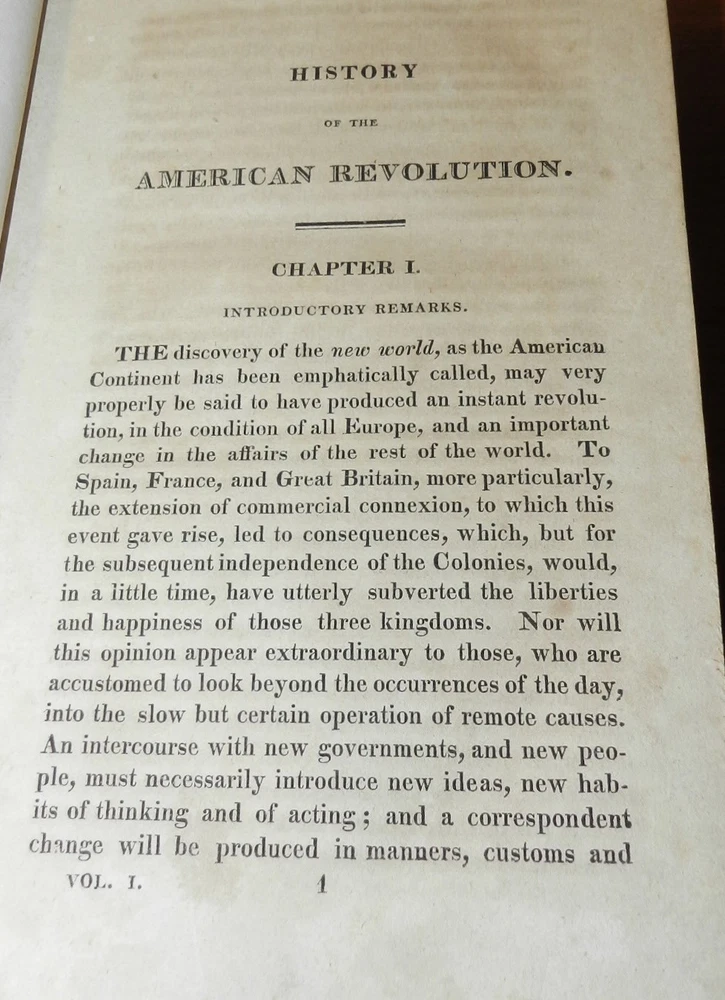 HISTORY
OF THE
AMERICAN REVOLUTION.
CHAPTER I.
INTRODUCTORY REMARKS.
THE discovery of the new world, as the American
Continent has been emphatically called, may very
properly be said to have produced an instant revolu-
tion, in the condition of all Europe, and an important
change in the affairs of the rest of the world. To
Spain, France, and Great Britain, more particularly,
the extension of commercial connexion, to which this
event gave rise, led to consequences, which, but for
the subsequent independence of the Colonies, would,
in a little time, have utterly subverted the liberties
and happiness of those three kingdoms. Nor will
this opinion appear extraordinary to those, who are
accustomed to look beyond the occurrences of the day,
into the slow but certain operation of remote causes.
An intercourse with new governments, and new peo-
ple, must necessarily introduce new ideas, new hab-
its of thinking and of acting; and a correspondent
change will be produced in manners, customs and
VOL. I. 1